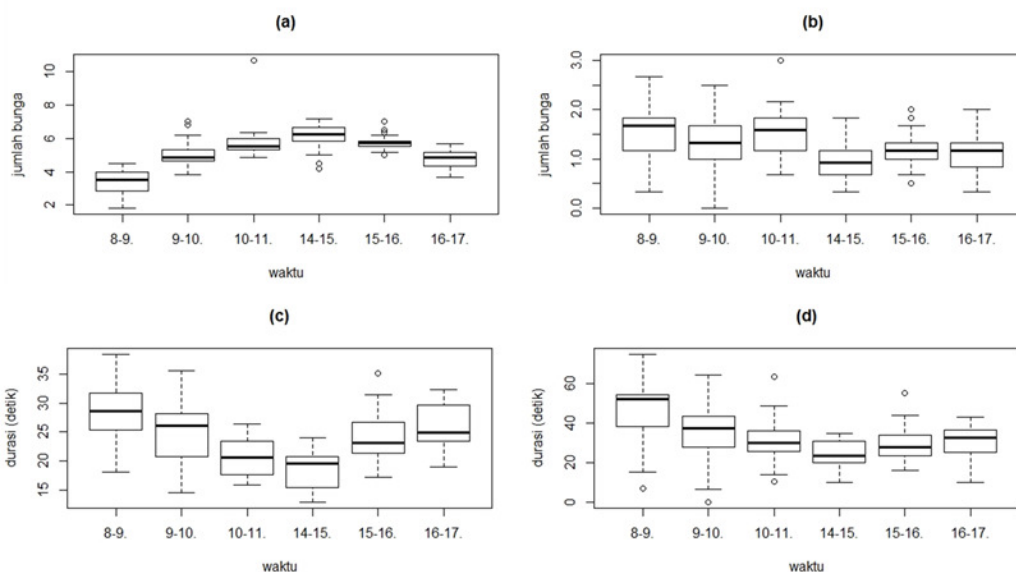 (a)
jumlah bunga
10
8
6
4
2
8-9. 9-10. 10-11. 14-15. 15-16. 16-17.
waktu
(b)
jumlah bunga
3.0
2.0
1.0
0.0
8-9. 9-10. 10-11. 14-15. 15-16. 16-17.
waktu
(c)
durasi (detik)
35
30
25
20
15
8-9. 9-10. 10-11. 14-15. 15-16. 16-17.
waktu
(d)
durasi (detik)
60
40
20
0
8-9. 9-10. 10-11. 14-15. 15-16. 16-17.
waktu